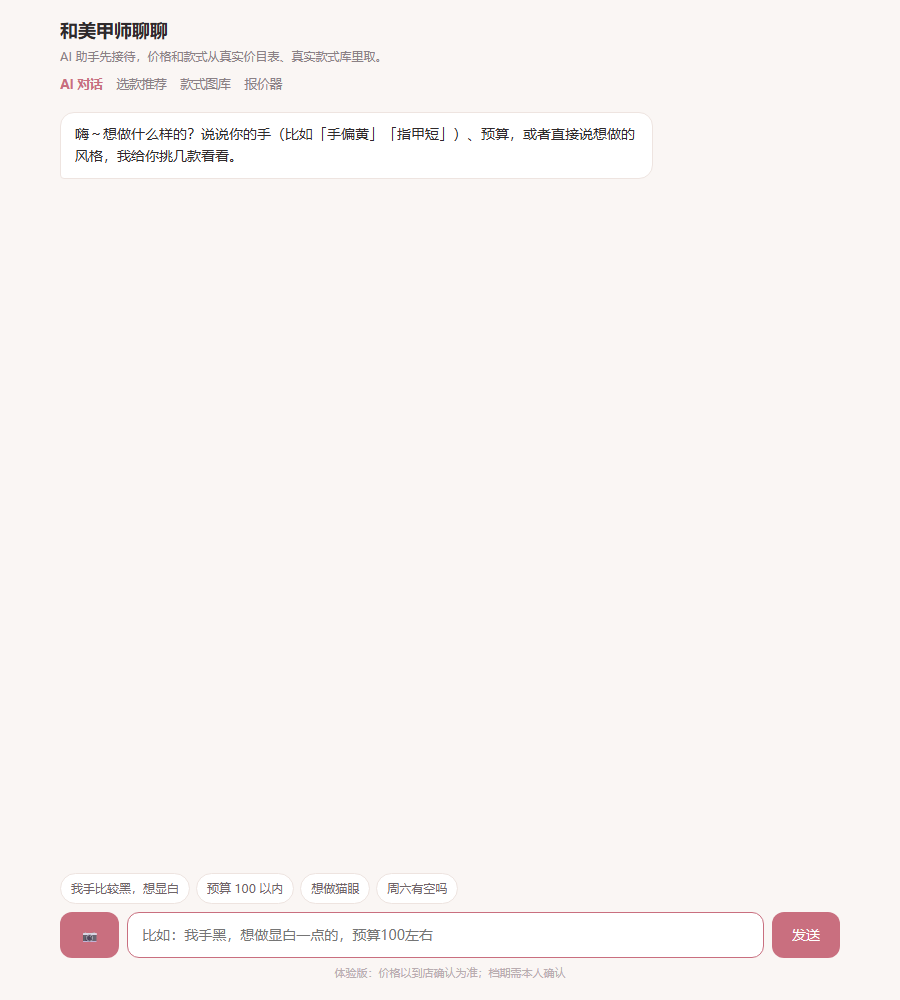 和美甲师聊聊
AI 助手先接待，价格和款式从真实价目表、真实款式库里取。
AI 对话 选款推荐 款式图库 报价器
嗨～想做什么样的？说说你的手（比如「手偏黄」「指甲短」）、预算，或者直接说想做的
风格，我给你挑几款看看。
我手比较黑，想显白 预算 100 以内 想做猫眼 周六有空吗
比如：我手黑，想做显白一点的，预算100左右 发送
体验版：价格以到店确认为准；档期需本人确认